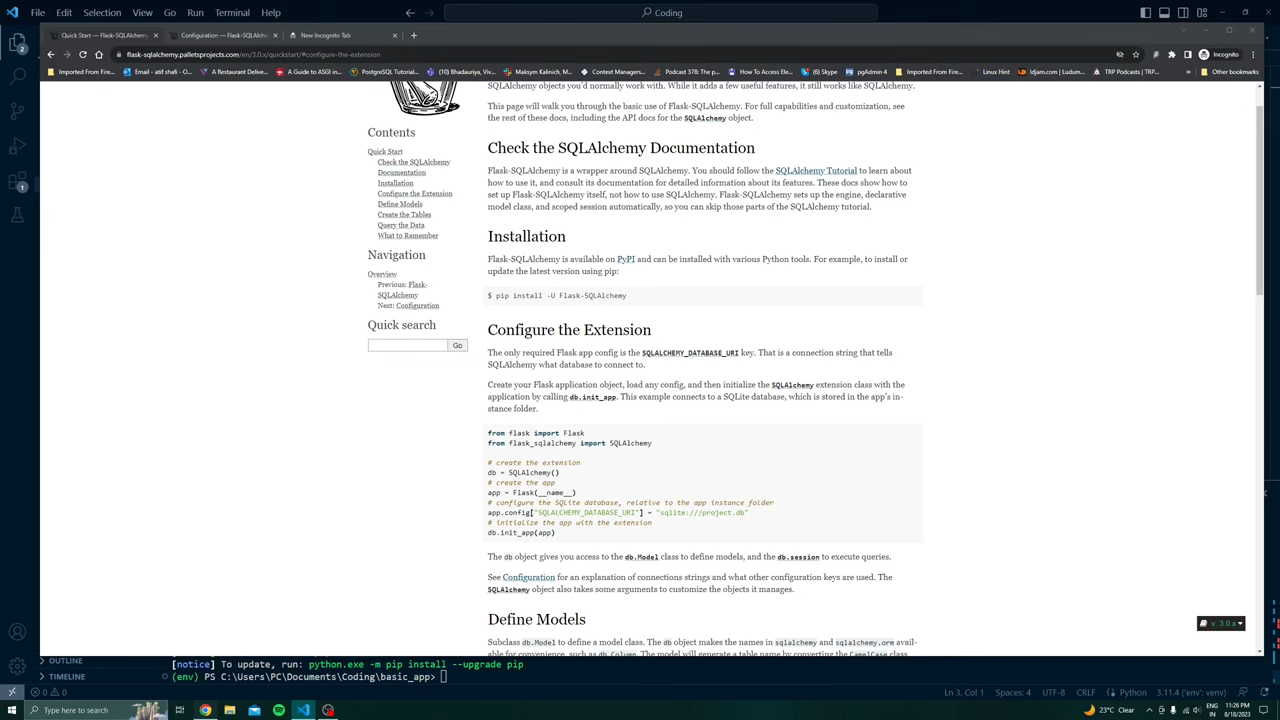 File Edit Selection View Go Run Terminal Help
Coding
Quick Start — Flask-SQLAlchemy
Configuration — Flask-SQLAlch
New Incognito Tab
flask-sqlalchemy.palletsprojects.com/en/3.0.x/quickstart/#configure-the-extension
Incognito
Imported From Fire...
Email - atif shafi - O...
A Restaurant Delive...
A Guide to ASGI in...
PostgreSQL Tutorial...
(10) Bhadauriya, Viv...
Maksym Kalinich, M...
Context Managers...
Podcast 378: The p...
How To Access Ele...
(6) Skype
pgAdmin 4
Imported From Fire...
Linux Hint
ldjam.com | Ludum...
TRP Podcasts | TRP...
Other bookmarks
SQLAlchemy objects you'd normally work with. While it adds a few useful features, it still works like SQLAlchemy.
This page will walk you through the basic use of Flask-SQLAlchemy. For full capabilities and customization, see
the rest of these docs, including the API docs for the SQLAlchemy object.
Contents
Quick Start
Check the SQLAlchemy
Documentation
Installation
Configure the Extension
Define Models
Create the Tables
Query the Data
What to Remember
Navigation
Overview
Previous: Flask-
SQLAlchemy
Next: Configuration
Quick search
Go
Check the SQLAlchemy Documentation
Flask-SQLAlchemy is a wrapper around SQLAlchemy. You should follow the SQLAlchemy Tutorial to learn about
how to use it, and consult its documentation for detailed information about its features. These docs show how to
set up Flask-SQLAlchemy itself, not how to use SQLAlchemy. Flask-SQLAlchemy sets up the engine, declarative
model class, and scoped session automatically, so you can skip those parts of the SQLAlchemy tutorial.
Installation
Flask-SQLAlchemy is available on PyPI and can be installed with various Python tools. For example, to install or
update the latest version using pip:
$ pip install -U Flask-SQLAlchemy
Configure the Extension
The only required Flask app config is the SQLALCHEMY_DATABASE_URI key. That is a connection string that tells
SQLAlchemy what database to connect to.
Create your Flask application object, load any config, and then initialize the SQLAlchemy extension class with the
application by calling db.init_app. This example connects to a SQLite database, which is stored in the app's in-
stance folder.
from flask import Flask
from flask_sqlalchemy import SQLAlchemy
# create the extension
db = SQLAlchemy()
# create the app
app = Flask(__name__)
# configure the SQLite database, relative to the app instance folder
app.config["SQLALCHEMY_DATABASE_URI"] = "sqlite:///project.db"
# initialize the app with the extension
db.init_app(app)
The db object gives you access to the db.Model class to define models, and the db.session to execute queries.
See Configuration for an explanation of connections strings and what other configuration keys are used. The
SQLAlchemy object also takes some arguments to customize the objects it manages.
Define Models
Subclass db.Model to define a model class. The db object makes the names in sqlalchemy and sqlalchemy.orm avail-
able for convenience, such as db.Column. The model will generate a table name by converting the CamelCase class
v: 3.0.x
OUTLINE
TIMELINE
[notice] To update, run: python.exe -m pip install --upgrade pip
(env) PS C:\Users\PC\Documents\Coding\basic_app>
0 0
Ln 3, Col 1 Spaces: 4 UTF-8 CRLF Python 3.11.4 ('env': venv)
Type here to search
23°C Clear
ENG
IN
11:26 PM
8/18/2023